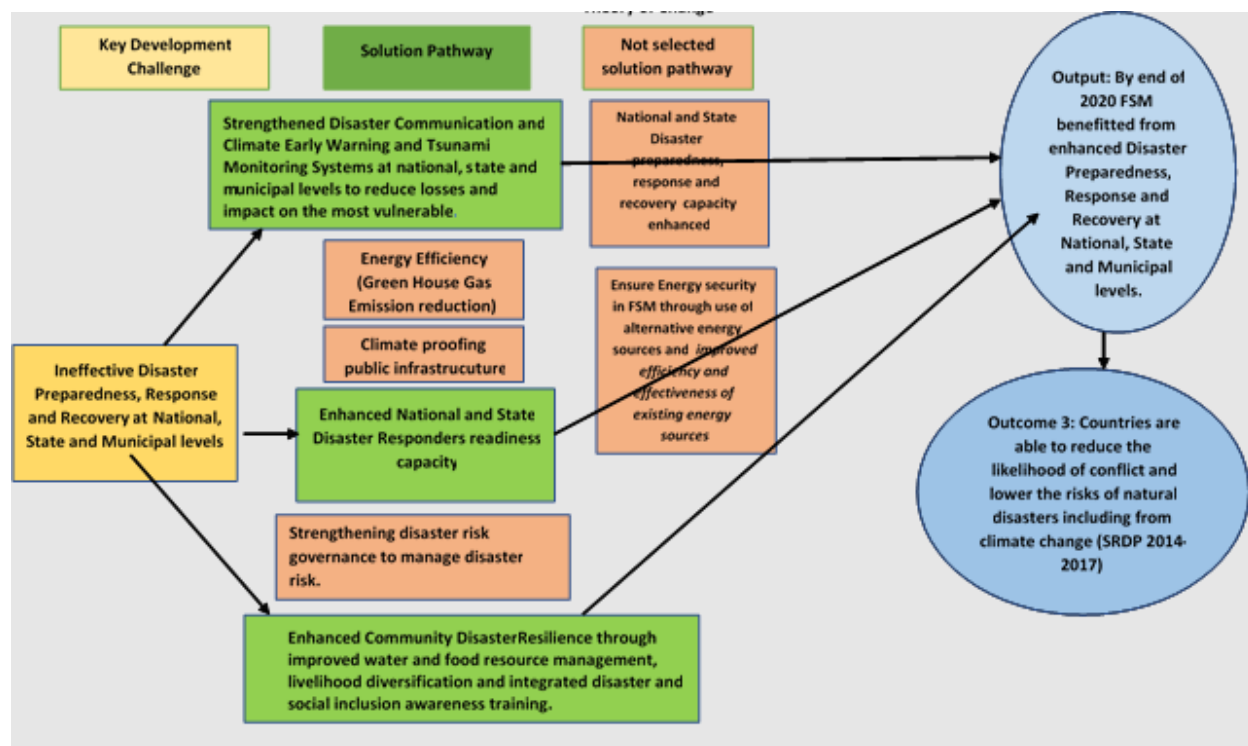 Theory of Change
Key Development
Challenge
Solution Pathway
Not selected
solution pathway
Strengthened Disaster Communication and
Climate Early Warning and Tsunami
Monitoring Systems at national, state and
municipal levels to reduce losses and
impact on the most vulnerable.
National and State
Disaster
preparedness,
response and
recovery capacity
enhanced
Energy Efficiency
(Green House Gas
Emission reduction)
Climate proofing
public infrastrucuture
Ensure Energy security
in FSM through use of
alternative energy
sources and improved
efficiency and
effectiveness of
existing energy
sources
Ineffective Disaster
Preparedness, Response
and Recovery at National,
State and Municipal levels
Enhanced National and State
Disaster Responders readiness
capacity
Strengthening disaster risk
governance to manage disaster
risk.
Enhanced Community DisasterResilience through
improved water and food resource management,
livelihood diversification and integrated disaster and
social inclusion awareness training.
Output: By end of
2020 FSM
benefitted from
enhanced Disaster
Preparedness,
Response and
Recovery at
National, State
and Municipal
levels.
Outcome 3: Countries are
able to reduce the
likelihood of conflict and
lower the risks of natural
disasters including from
climate change (SRDP 2014-
2017)